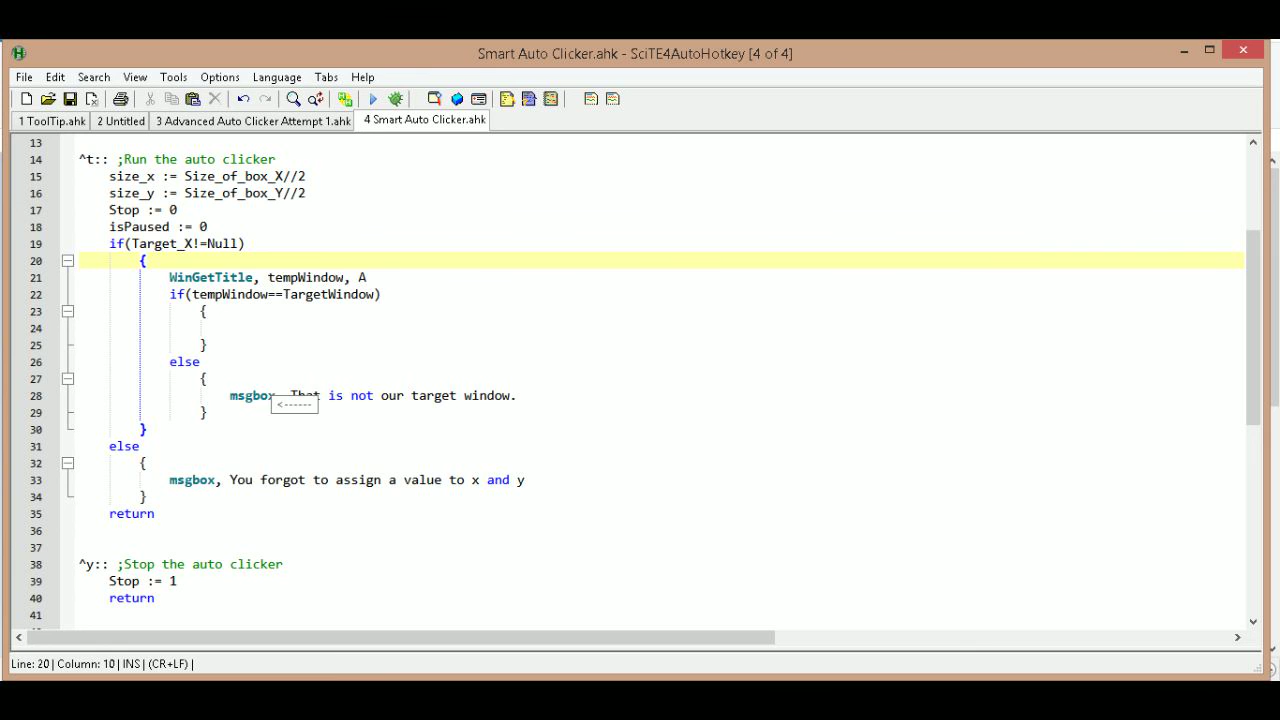 Smart Auto Clicker.ahk - SciTE4AutoHotkey [4 of 4]
File Edit Search View Tools Options Language Tabs Help
1 ToolTip.ahk 2 Untitled 3 Advanced Auto Clicker Attempt 1.ahk 4 Smart Auto Clicker.ahk
13
14 ^t:: ;Run the auto clicker
15 size_x := Size_of_box_X//2
16 size_y := Size_of_box_Y//2
17 Stop := 0
18 isPaused := 0
19 if(Target_X!=Null)
20 {
21 WinGetTitle, tempWindow, A
22 if(tempWindow==TargetWindow)
23 {
24
25 }
26 else
27 {
28 msgbox, That is not our target window.
<------
29 }
30 }
31 else
32 {
33 msgbox, You forgot to assign a value to x and y
34 }
35 return
36
37
38 ^y:: ;Stop the auto clicker
39 Stop := 1
40 return
41
Line: 20 | Column: 10 | INS | (CR+LF) |